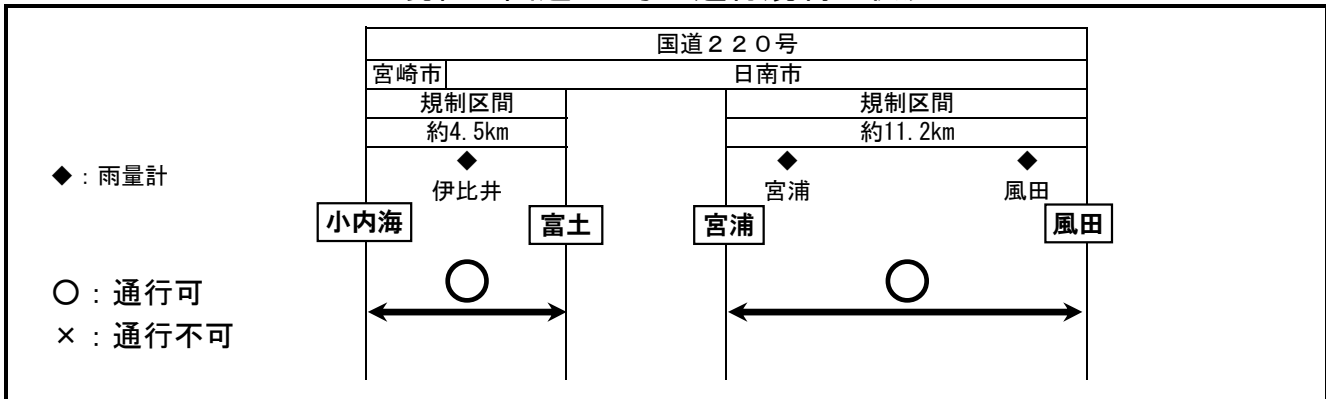 国道２２０号
宮崎市 日南市
規制区間 規制区間
約4.5km 約11.2km
◆：雨量計
◆ ◆ ◆
伊比井 宮浦 風田
小内海 富土 宮浦 風田
○：通行可
×：通行不可